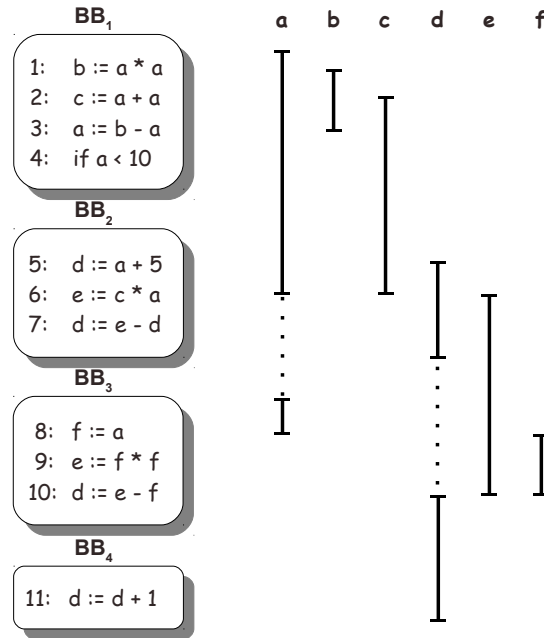 BB1
1: b := a * a
2: c := a + a
3: a := b - a
4: if a < 10
BB2
5: d := a + 5
6: e := c * a
7: d := e - d
BB3
8: f := a
9: e := f * f
10: d := e - f
BB4
11: d := d + 1
a b c d e f